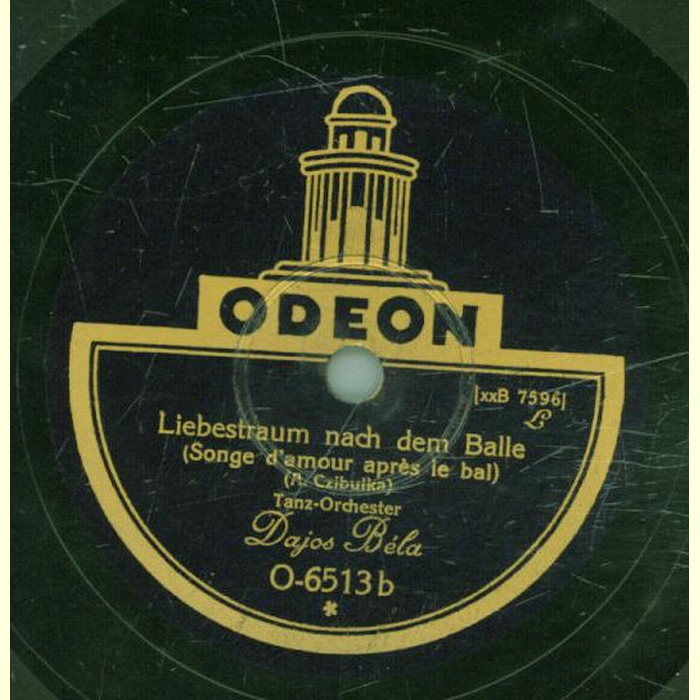 ODEON
[xxB 7596]
L
Liebestraum nach dem Balle
(Songe d'amour après le bal)
(A. Czibulka)
Tanz-Orchester
Dajos Béla
O-6513b
*